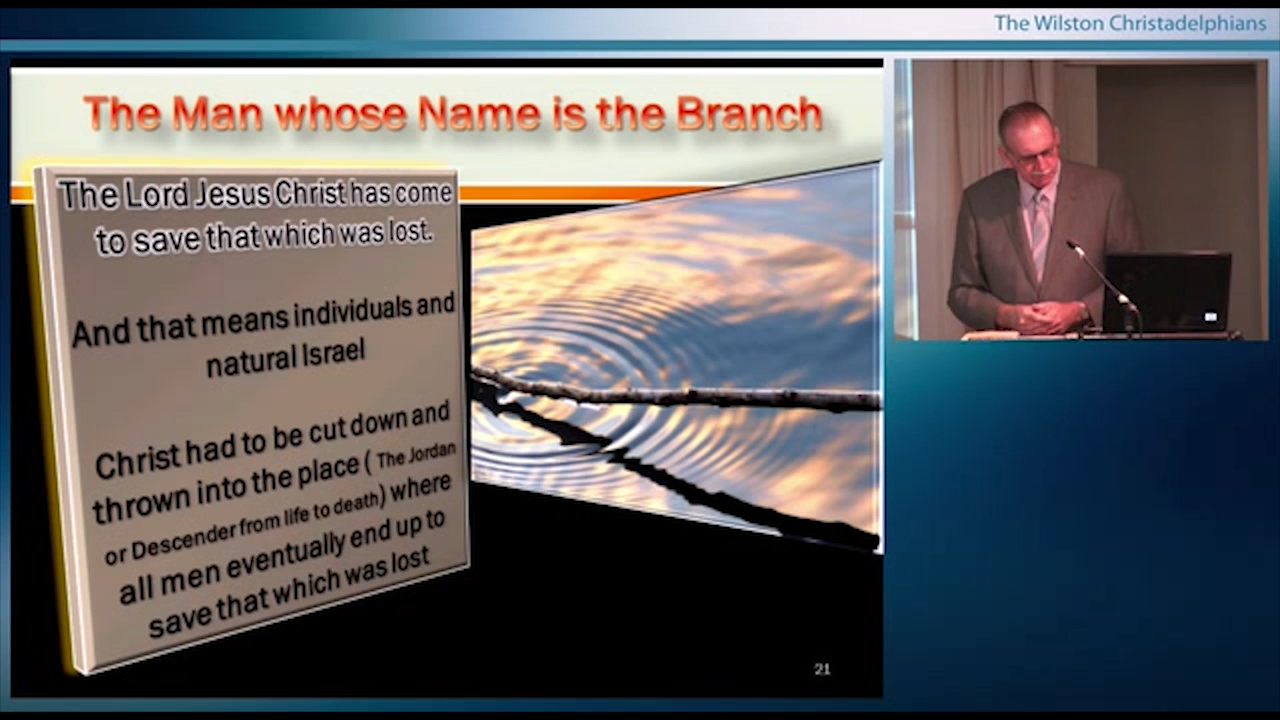 The Wilston Christadelphians
The Man whose Name is the Branch
The Lord Jesus Christ has come
to save that which was lost.
And that means individuals and
natural Israel
Christ had to be cut down and
thrown into the place ( The Jordan
or Descender from life to death) where
all men eventually end up to
save that which was lost
21